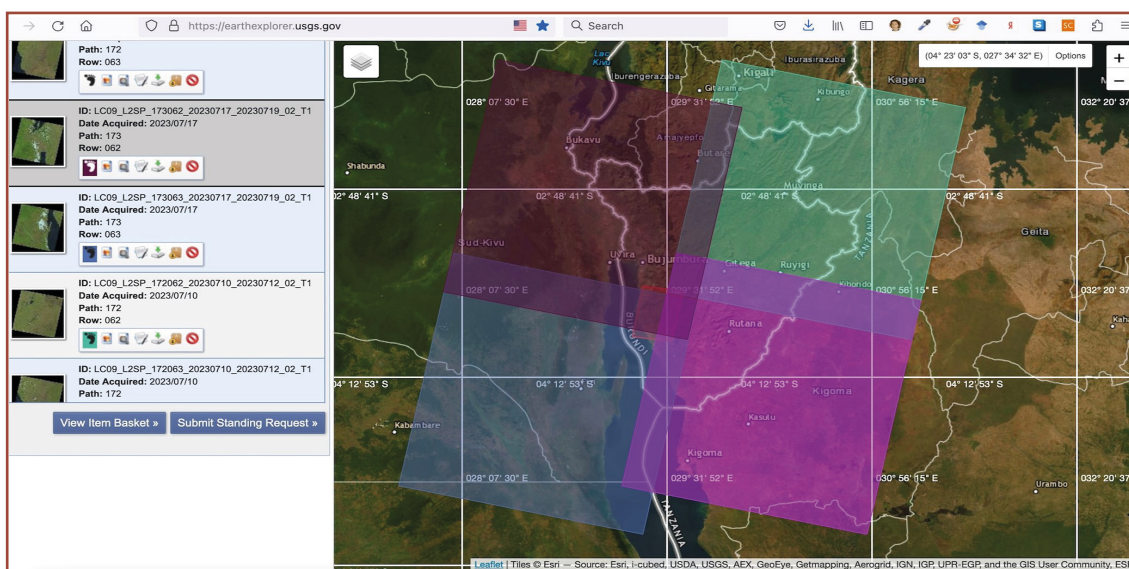 https://earthexplorer.usgs.gov
Search
Path: 172
Row: 063
ID: LC09_L2SP_173062_20230717_20230719_02_T1
Date Acquired: 2023/07/17
Path: 173
Row: 062
ID: LC09_L2SP_173063_20230717_20230719_02_T1
Date Acquired: 2023/07/17
Path: 173
Row: 063
ID: LC09_L2SP_172062_20230710_20230712_02_T1
Date Acquired: 2023/07/10
Path: 172
Row: 062
ID: LC09_L2SP_172063_20230710_20230712_02_T1
Date Acquired: 2023/07/10
Path: 172
View Item Basket »
Submit Standing Request »
(04° 23' 03" S, 027° 34' 32" E)
Options
+
−
Lac
Kivu
Iburengerazuba
Kigali
Iburasirazuba
Kagera
Gitarama
Kibungo
028° 07' 30" E
029° 31' 52" E
030° 56' 15" E
032° 20' 37
Bukavu
Amajyepfo
Butare
Shabunda
Muyinga
02° 48' 41" S
02° 48' 41" S
02° 48' 41" S
02° 48' 41" S
TANZANIA
Geita
Sud-Kivu
Uvira
Bujumbura
Gitega
Ruyigi
Kibondo
028° 07' 30" E
029° 31' 52" E
030° 56' 15" E
032° 20' 37
BURUNDI
Rutana
Kah
04° 12' 53" S
04° 12' 53" S
04° 12' 53" S
04° 12' 53" S
Kigoma
Kasulu
Kabambare
Kigoma
028° 07' 30" E
029° 31' 52" E
030° 56' 15" E
032° 20' 37
Urambo
TANZANIA
Leaflet | Tiles © Esri — Source: Esri, i-cubed, USDA, USGS, AEX, GeoEye, Getmapping, Aerogrid, IGN, IGP, UPR-EGP, and the GIS User Community, ESR